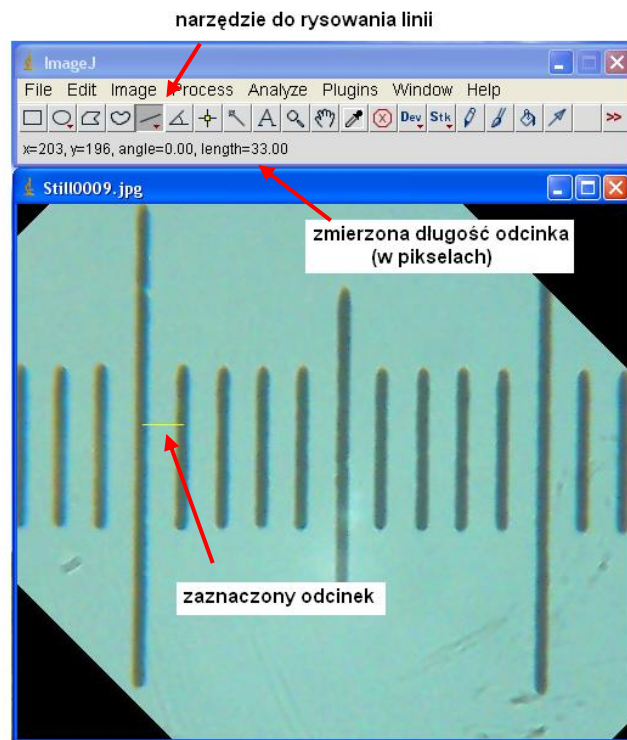 narzędzie do rysowania linii
ImageJ
File Edit Image Process Analyze Plugins Window Help
A Dev Stk >>
x=203, y=196, angle=0.00, length=33.00
Still0009.jpg
zmierzona długość odcinka
(w pikselach)
zaznaczony odcinek